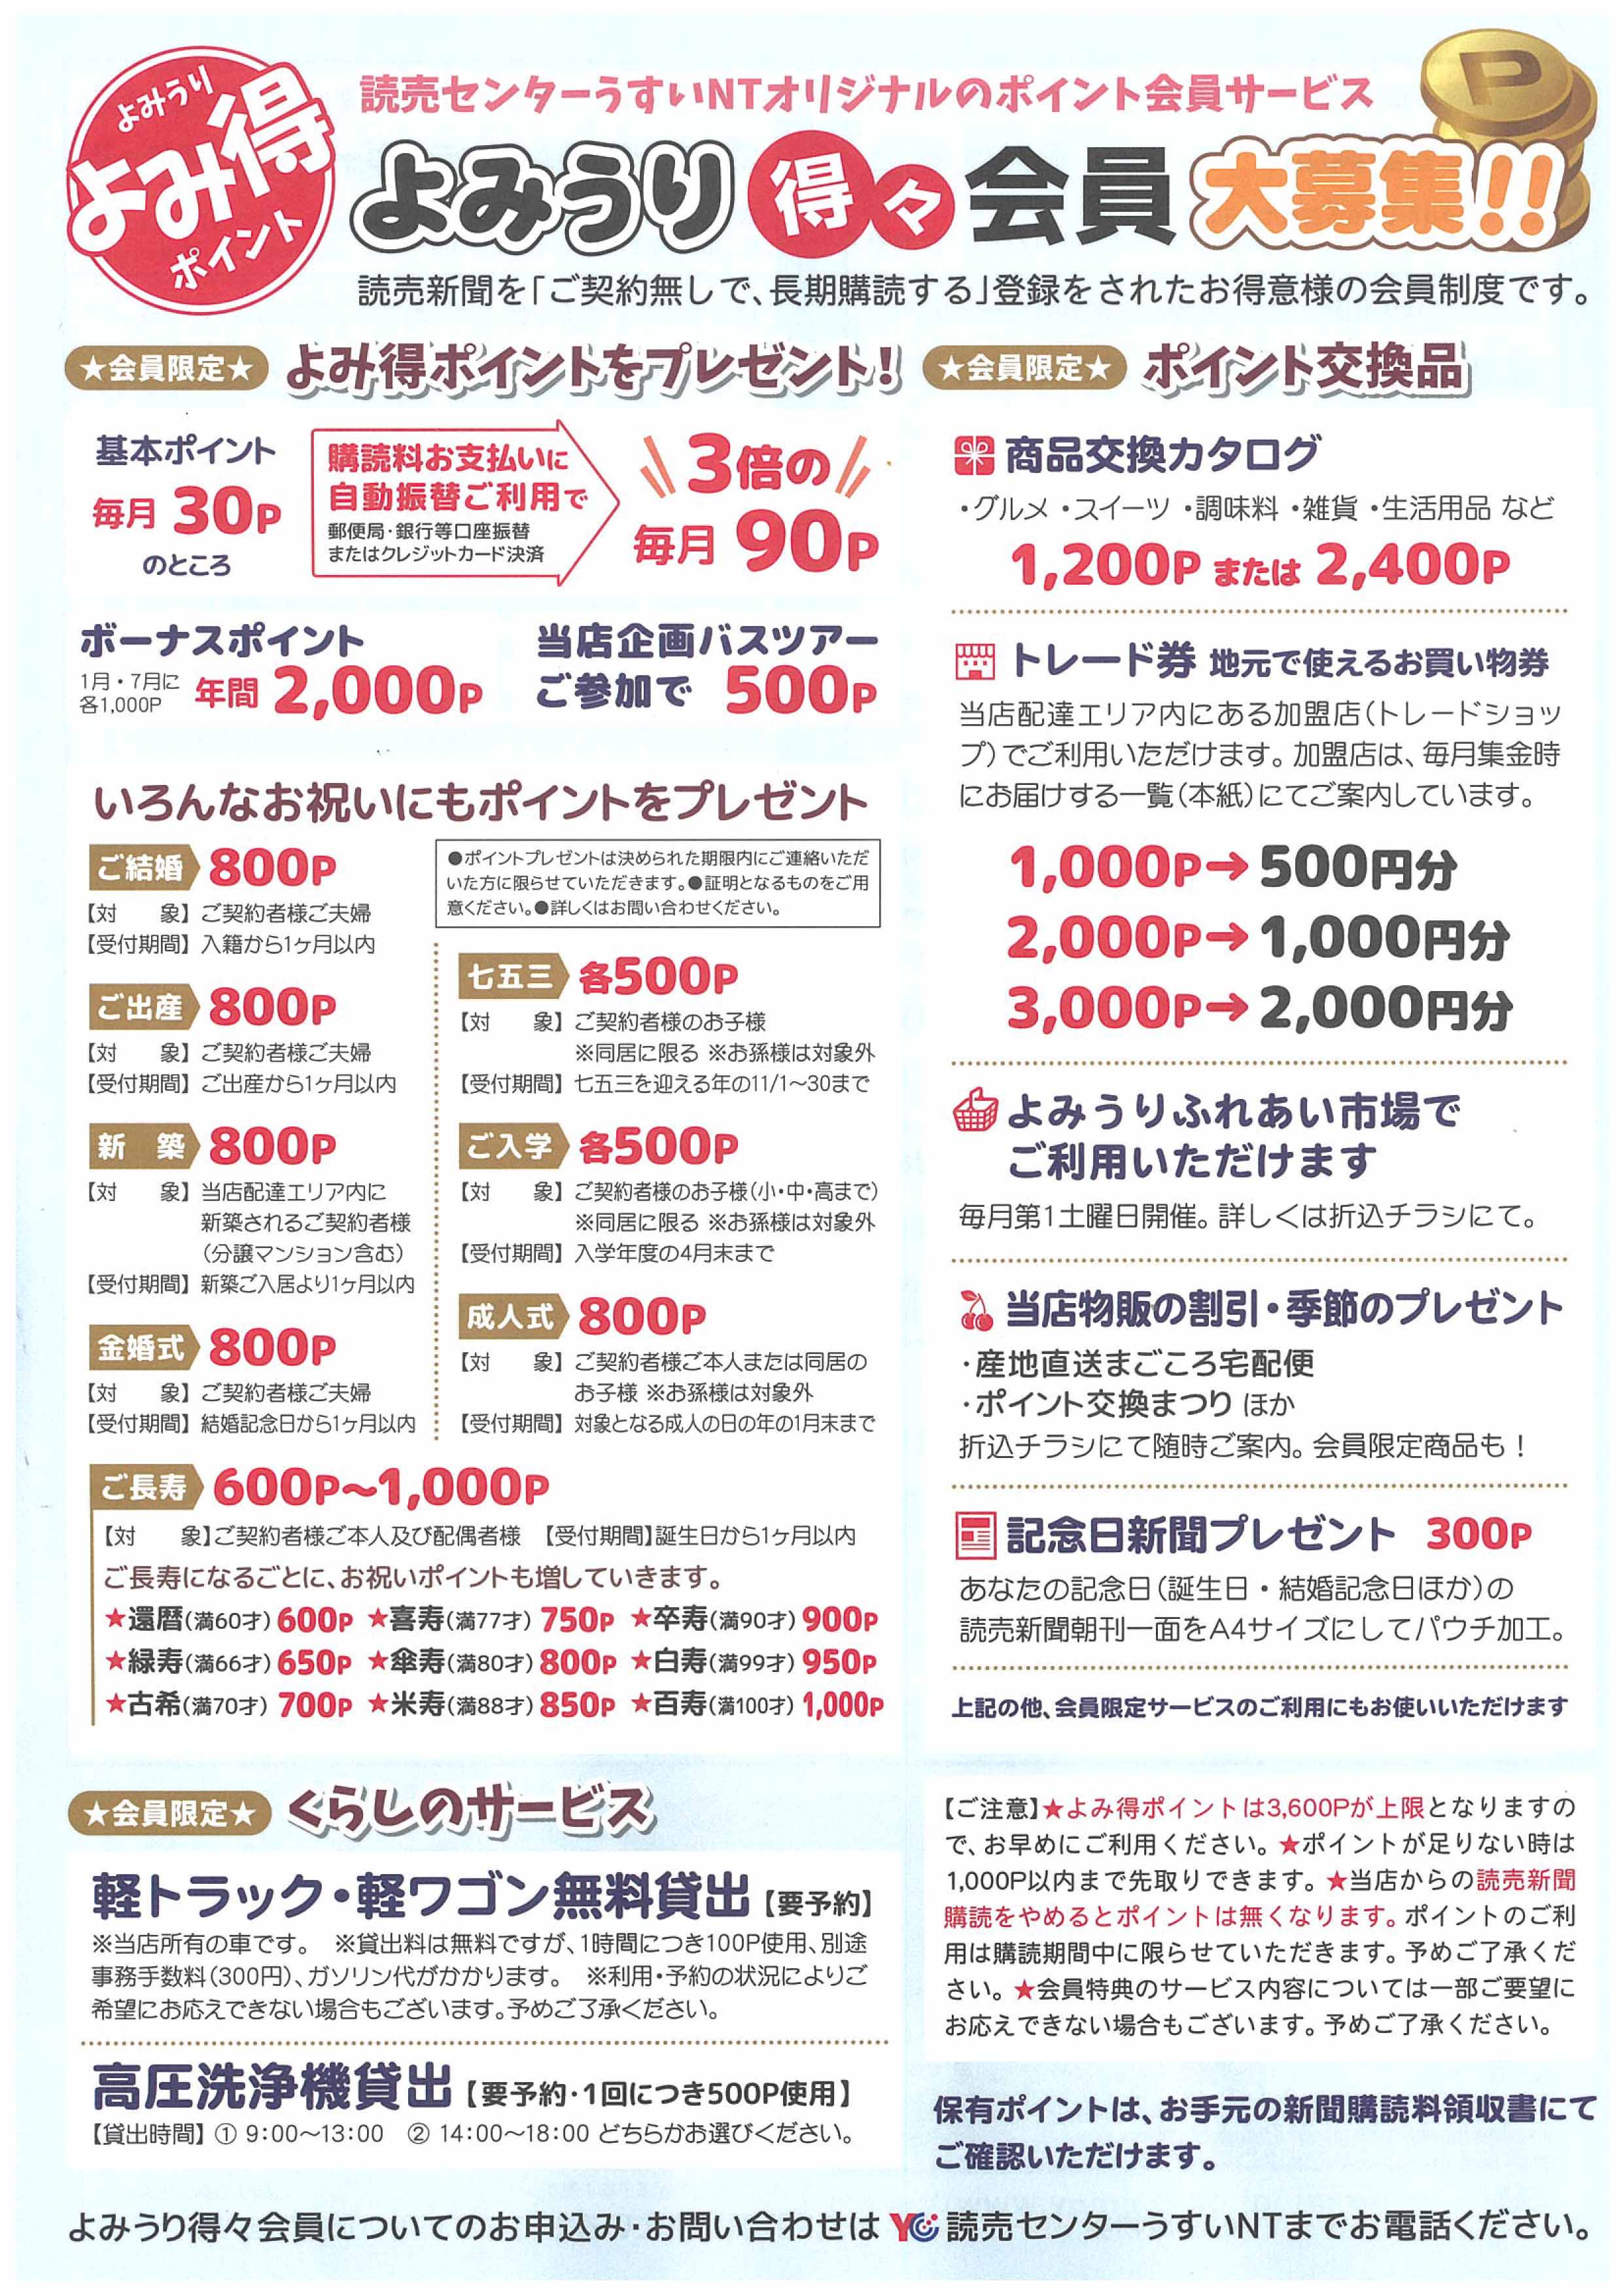 よみうり
よみ得
ポイント
読売センターうすいNTオリジナルのポイント会員サービス
よみうり得々会員大募集!!
読売新聞を「ご契約無しで、長期購読する」登録をされたお得意様の会員制度です。
★会員限定★ よみ得ポイントをプレゼント!
基本ポイント
毎月 30P
のところ
購読料お支払いに
自動振替ご利用で
郵便局・銀行等口座振替
またはクレジットカード決済
3倍の
毎月 90P
ボーナスポイント
1月・7月に
各1,000P
年間 2,000P
当店企画バスツアー
ご参加で 500P
いろんなお祝いにもポイントをプレゼント
●ポイントプレゼントは決められた期限内にご連絡いただ
いた方に限らせていただきます。●証明となるものをご用
意ください。●詳しくはお問い合わせください。
ご結婚 800P
【対　象】ご契約者様ご夫婦
【受付期間】入籍から1ヶ月以内
ご出産 800P
【対　象】ご契約者様ご夫婦
【受付期間】ご出産から1ヶ月以内
新　築 800P
【対　象】当店配達エリア内に
新築されるご契約者様
（分譲マンション含む）
【受付期間】新築ご入居より1ヶ月以内
金婚式 800P
【対　象】ご契約者様ご夫婦
【受付期間】結婚記念日から1ヶ月以内
七五三 各500P
【対　象】ご契約者様のお子様
※同居に限る ※お孫様は対象外
【受付期間】七五三を迎える年の11/1〜30まで
ご入学 各500P
【対　象】ご契約者様のお子様（小・中・高まで）
※同居に限る ※お孫様は対象外
【受付期間】入学年度の4月末まで
成人式 800P
【対　象】ご契約者様ご本人または同居の
お子様 ※お孫様は対象外
【受付期間】対象となる成人の日の年の1月末まで
ご長寿 600P〜1,000P
【対　象】ご契約者様ご本人及び配偶者様 【受付期間】誕生日から1ヶ月以内
ご長寿になるごとに、お祝いポイントも増していきます。
★還暦（満60才）600P ★喜寿（満77才）750P ★卒寿（満90才）900P
★緑寿（満66才）650P ★傘寿（満80才）800P ★白寿（満99才）950P
★古希（満70才）700P ★米寿（満88才）850P ★百寿（満100才）1,000P
★会員限定★ くらしのサービス
軽トラック・軽ワゴン無料貸出【要予約】
※当店所有の車です。 ※貸出料は無料ですが、1時間につき100P使用、別途
事務手数料（300円）、ガソリン代がかかります。 ※利用・予約の状況によりご
希望にお応えできない場合もございます。予めご了承ください。
高圧洗浄機貸出【要予約・1回につき500P使用】
【貸出時間】① 9:00〜13:00 ② 14:00〜18:00 どちらかお選びください。
★会員限定★ ポイント交換品
商品交換カタログ
・グルメ ・スイーツ ・調味料 ・雑貨 ・生活用品 など
1,200P または 2,400P
トレード券 地元で使えるお買い物券
当店配達エリア内にある加盟店（トレードショッ
プ）でご利用いただけます。加盟店は、毎月集金時
にお届けする一覧（本紙）にてご案内しています。
1,000P→500円分
2,000P→1,000円分
3,000P→2,000円分
よみうりふれあい市場で
ご利用いただけます
毎月第1土曜日開催。詳しくは折込チラシにて。
当店物販の割引・季節のプレゼント
・産地直送まごころ宅配便
・ポイント交換まつり ほか
折込チラシにて随時ご案内。会員限定商品も！
記念日新聞プレゼント 300P
あなたの記念日（誕生日・結婚記念日ほか）の
読売新聞朝刊一面をA4サイズにしてパウチ加工。
上記の他、会員限定サービスのご利用にもお使いいただけます
【ご注意】★よみ得ポイントは3,600Pが上限となりますの
で、お早めにご利用ください。★ポイントが足りない時は
1,000P以内まで先取りできます。★当店からの読売新聞
購読をやめるとポイントは無くなります。ポイントのご利
用は購読期間中に限らせていただきます。予めご了承くだ
さい。★会員特典のサービス内容については一部ご要望に
お応えできない場合もございます。予めご了承ください。
保有ポイントは、お手元の新聞購読料領収書にて
ご確認いただけます。
よみうり得々会員についてのお申込み・お問い合わせは YC 読売センターうすいNTまでお電話ください。